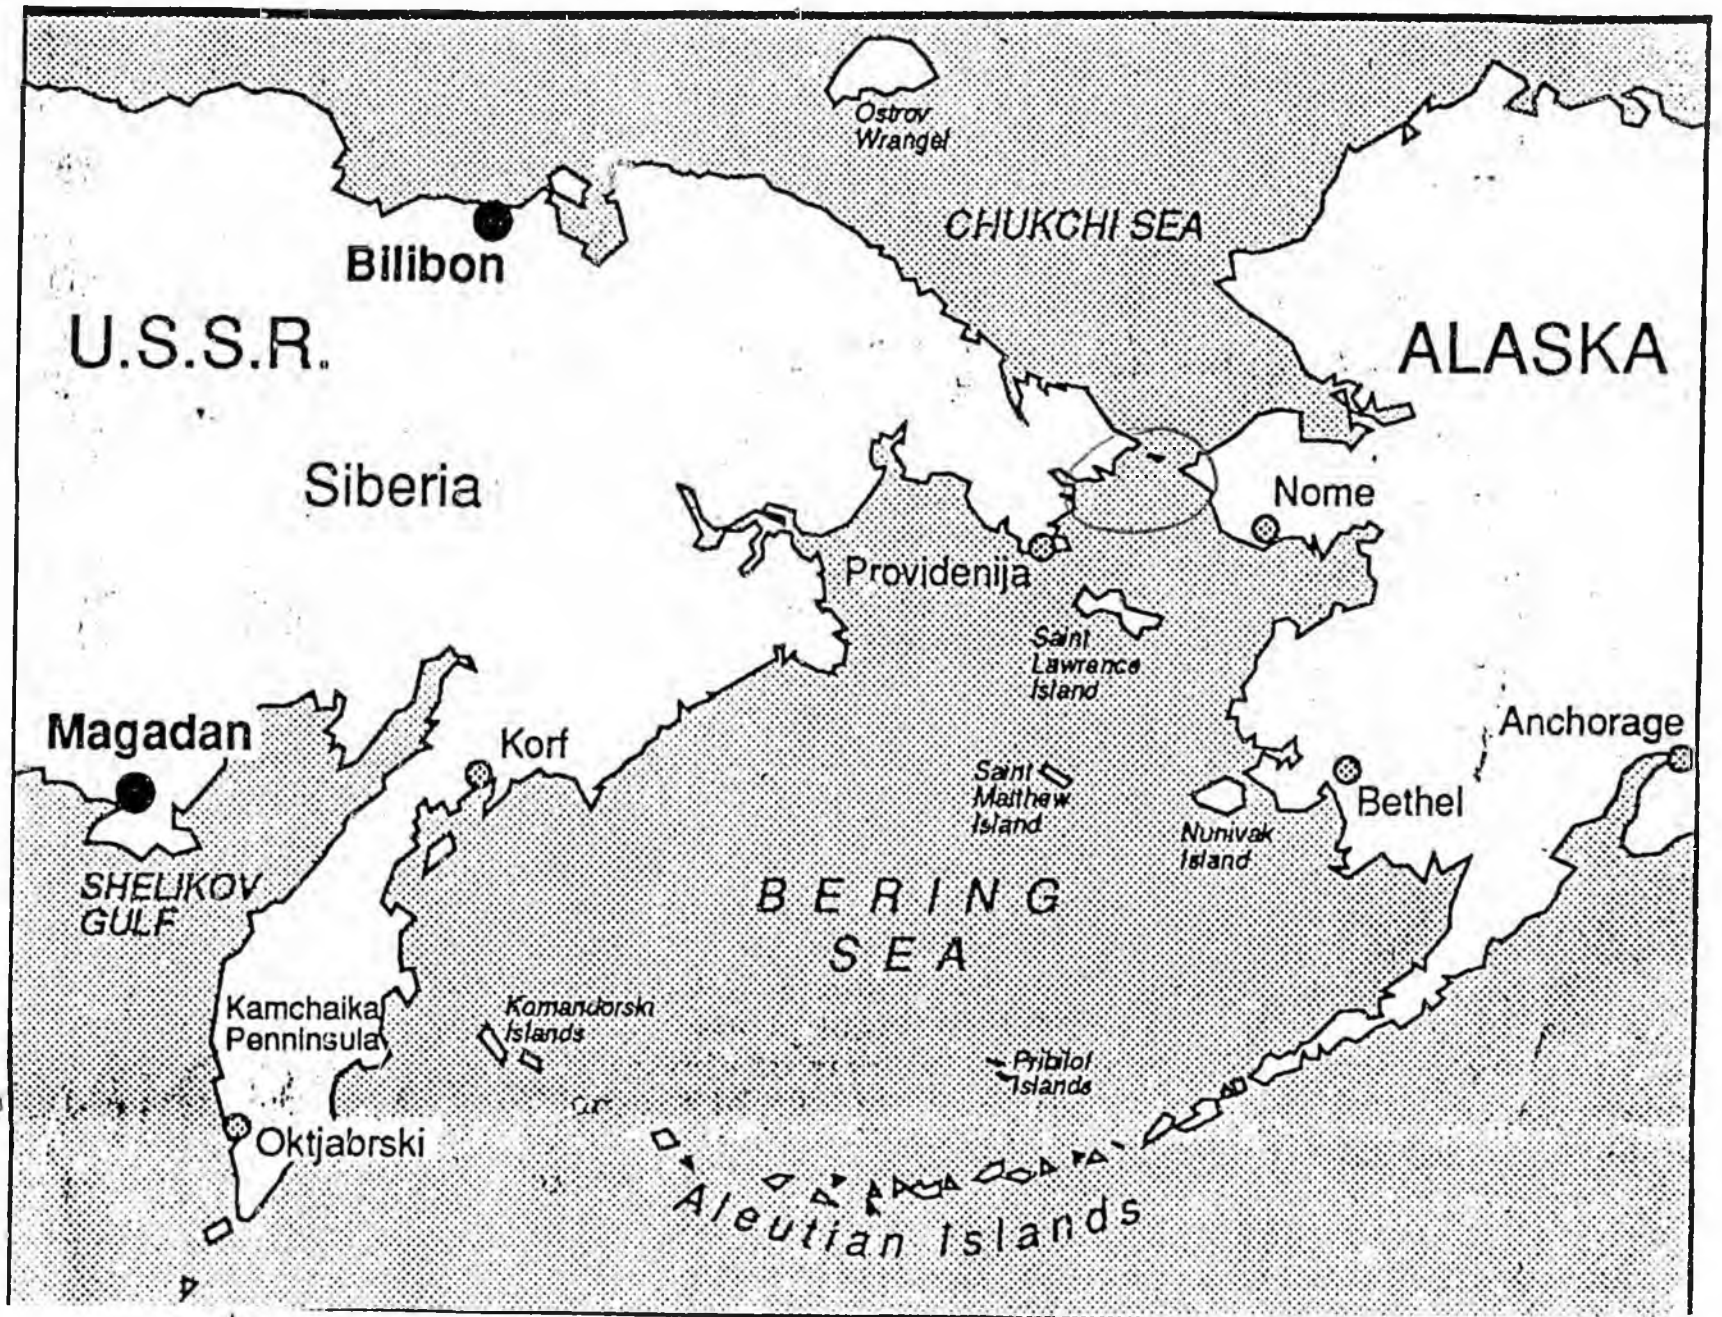 Ostrov
Wrangel
CHUKCHI SEA
Bilibon
U.S.S.R.
ALASKA
Siberia
Nome
Providenija
Saint
Lawrence
Island
Magadan
Korf
Anchorage
Saint
Matthew
Island
Bethel
Nunivak
Island
SHELIKOV
GULF
BERING
SEA
Kamchaika
Penninsula
Komandorski
Islands
Pribilof
Islands
Oktjabrski
Aleutian Islands